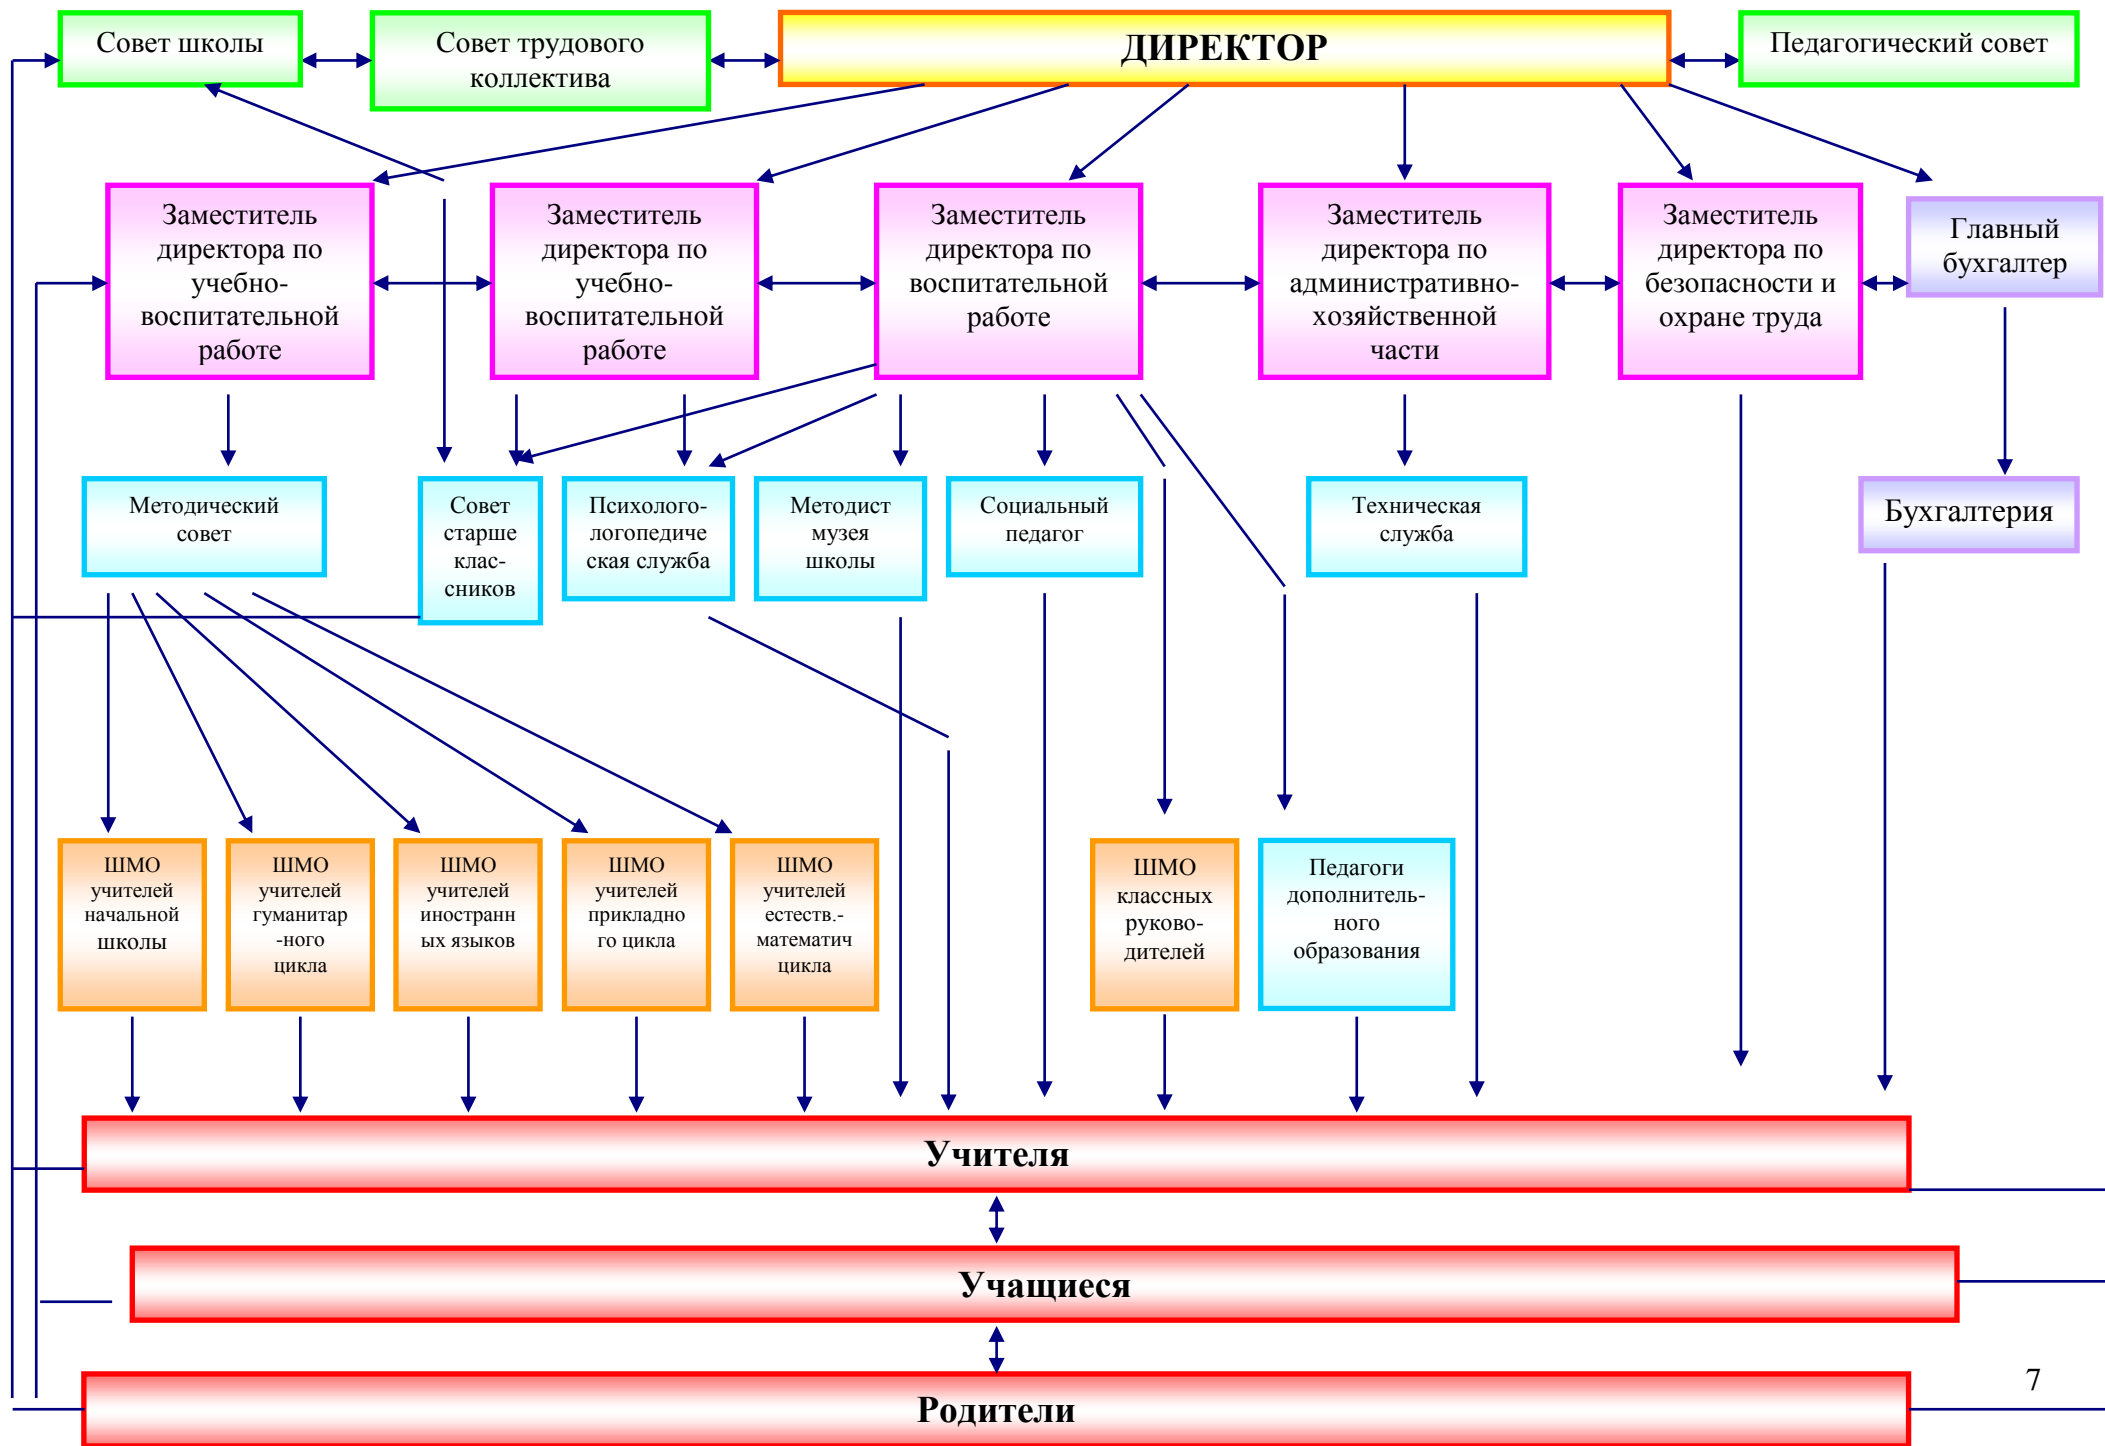 Совет школы
Совет трудового
коллектива
ДИРЕКТОР
Педагогический совет
Заместитель
директора по
учебно-
воспитательной
работе
Заместитель
директора по
учебно-
воспитательной
работе
Заместитель
директора по
воспитательной
работе
Заместитель
директора по
административно-
хозяйственной
части
Заместитель
директора по
безопасности и
охране труда
Главный
бухгалтер
Методический
совет
Совет
старше
клас-
сников
Психолого-
логопедиче
ская служба
Методист
музея
школы
Социальный
педагог
Техническая
служба
Бухгалтерия
ШМО
учителей
начальной
школы
ШМО
учителей
гуманитар
-ного
цикла
ШМО
учителей
иностранн
ых языков
ШМО
учителей
прикладно
го цикла
ШМО
учителей
естеств.-
математич
цикла
ШМО
классных
руково-
дителей
Педагоги
дополнитель-
ного
образования
Учителя
Учащиеся
7
Родители